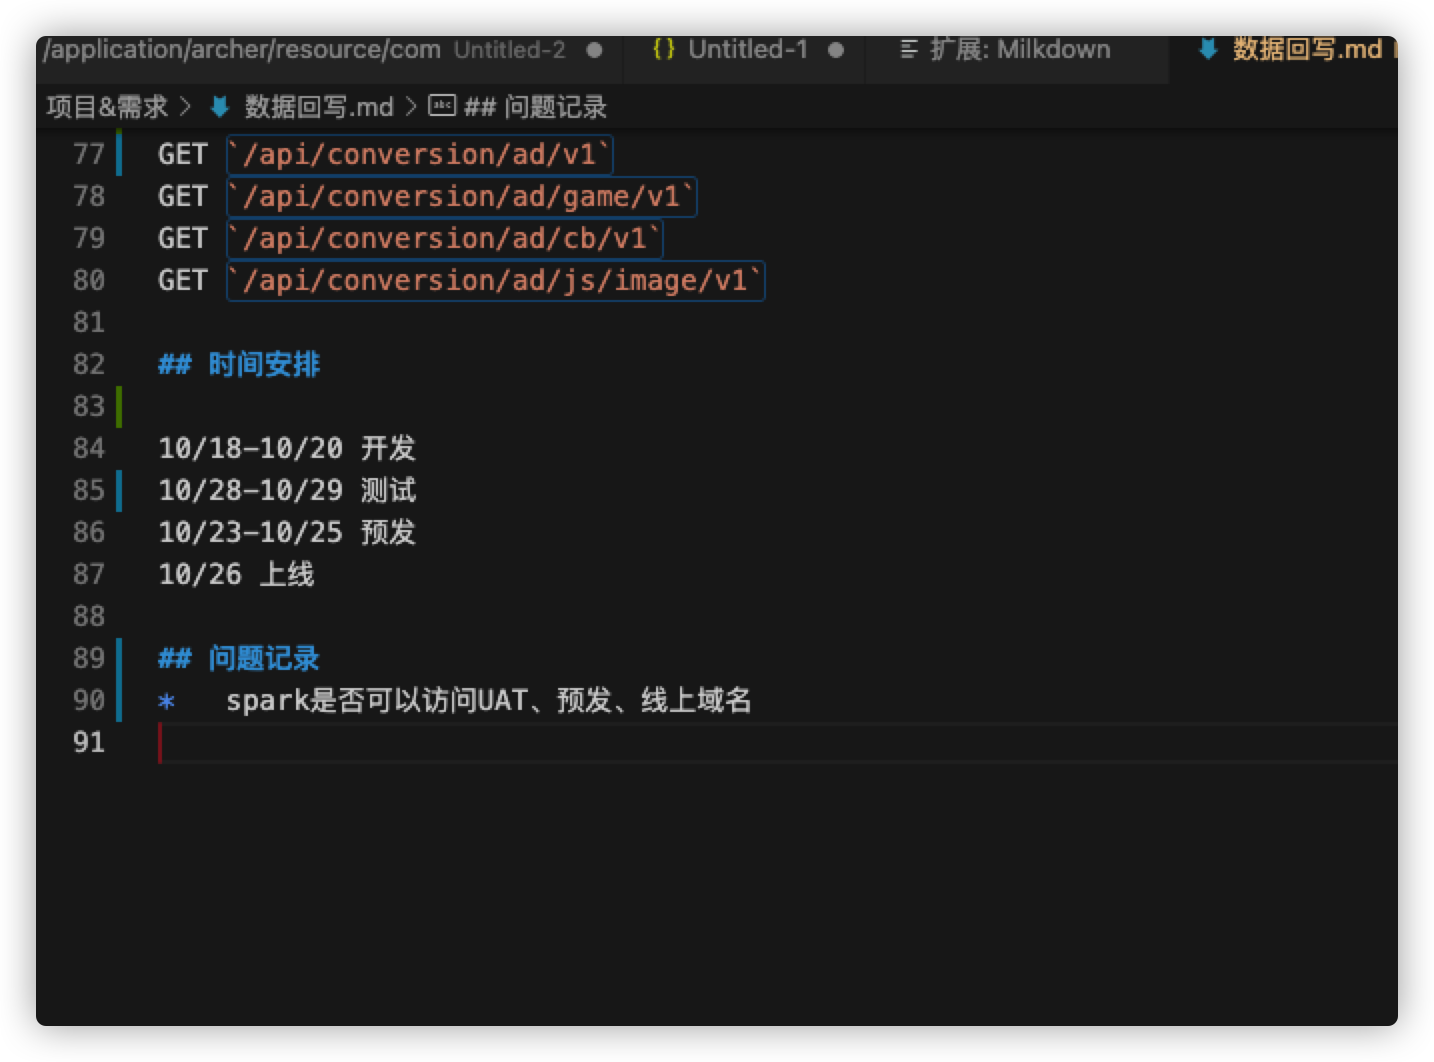 /application/archer/resource/com Untitled-2 {} Untitled-1 扩展: Milkdown 数据回写.md
项目&需求 > 数据回写.md > abc ## 问题记录
77 GET `/api/conversion/ad/v1`
78 GET `/api/conversion/ad/game/v1`
79 GET `/api/conversion/ad/cb/v1`
80 GET `/api/conversion/ad/js/image/v1`
81
82 ## 时间安排
83
84 10/18-10/20 开发
85 10/28-10/29 测试
86 10/23-10/25 预发
87 10/26 上线
88
89 ## 问题记录
90 * spark是否可以访问UAT、预发、线上域名
91